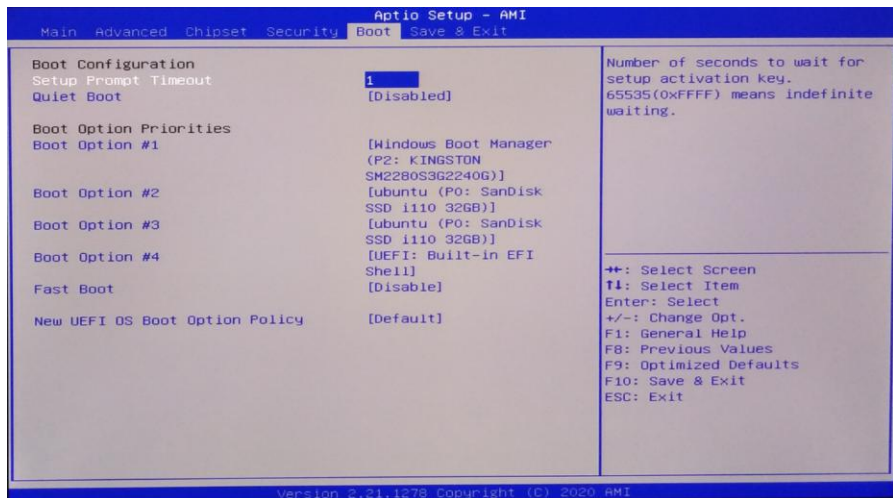 Aptio Setup - AMI
Main Advanced Chipset Security Boot Save & Exit
Boot Configuration
Setup Prompt Timeout 1
Quiet Boot [Disabled]
Boot Option Priorities
Boot Option #1 [Windows Boot Manager
(P2: KINGSTON
SM2280S3G2240G)]
Boot Option #2 [ubuntu (P0: SanDisk
SSD i110 32GB)]
Boot Option #3 [ubuntu (P0: SanDisk
SSD i110 32GB)]
Boot Option #4 [UEFI: Built-in EFI
Shell]
Fast Boot [Disable]
New UEFI OS Boot Option Policy [Default]
Number of seconds to wait for
setup activation key.
65535(0xFFFF) means indefinite
waiting.
→←: Select Screen
↑↓: Select Item
Enter: Select
+/-: Change Opt.
F1: General Help
F8: Previous Values
F9: Optimized Defaults
F10: Save & Exit
ESC: Exit
Version 2.21.1278 Copyright (C) 2020 AMI